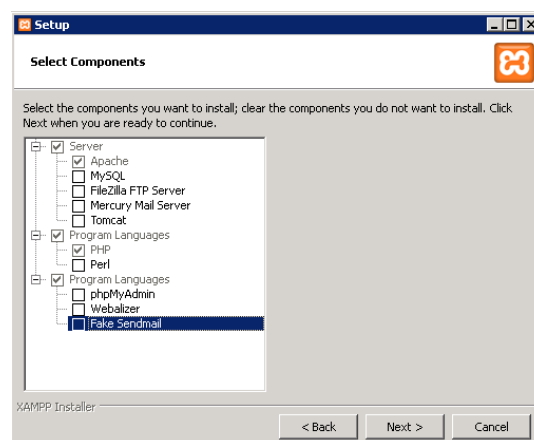 Setup
Select Components
Select the components you want to install; clear the components you do not want to install. Click
Next when you are ready to continue.
Server
Apache
MySQL
FileZilla FTP Server
Mercury Mail Server
Tomcat
Program Languages
PHP
Perl
Program Languages
phpMyAdmin
Webalizer
Fake Sendmail
XAMPP Installer
< Back
Next >
Cancel